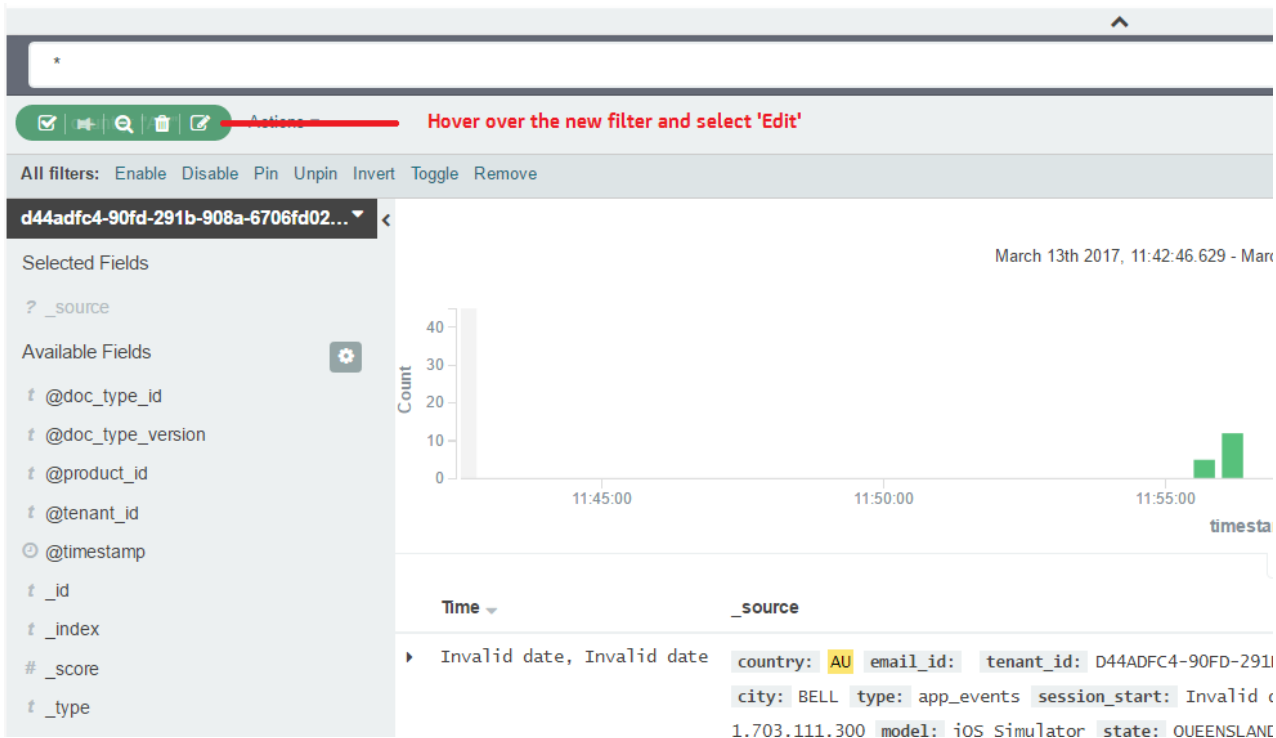 *
Actions
Hover over the new filter and select 'Edit'
All filters: Enable Disable Pin Unpin Invert Toggle Remove
d44adfc4-90fd-291b-908a-6706fd02...
Selected Fields
? _source
Available Fields
t @doc_type_id
t @doc_type_version
t @product_id
t @tenant_id
@timestamp
t _id
t _index
# _score
t _type
March 13th 2017, 11:42:46.629 - Marc
40
30
20
10
0
Count
11:45:00
11:50:00
11:55:00
timesta
Time
_source
Invalid date, Invalid date
country: AU email_id: tenant_id: D44ADFC4-90FD-291
city: BELL type: app_events session_start: Invalid d
1.703.111.300 model: iOS Simulator state: QUEENSLAND